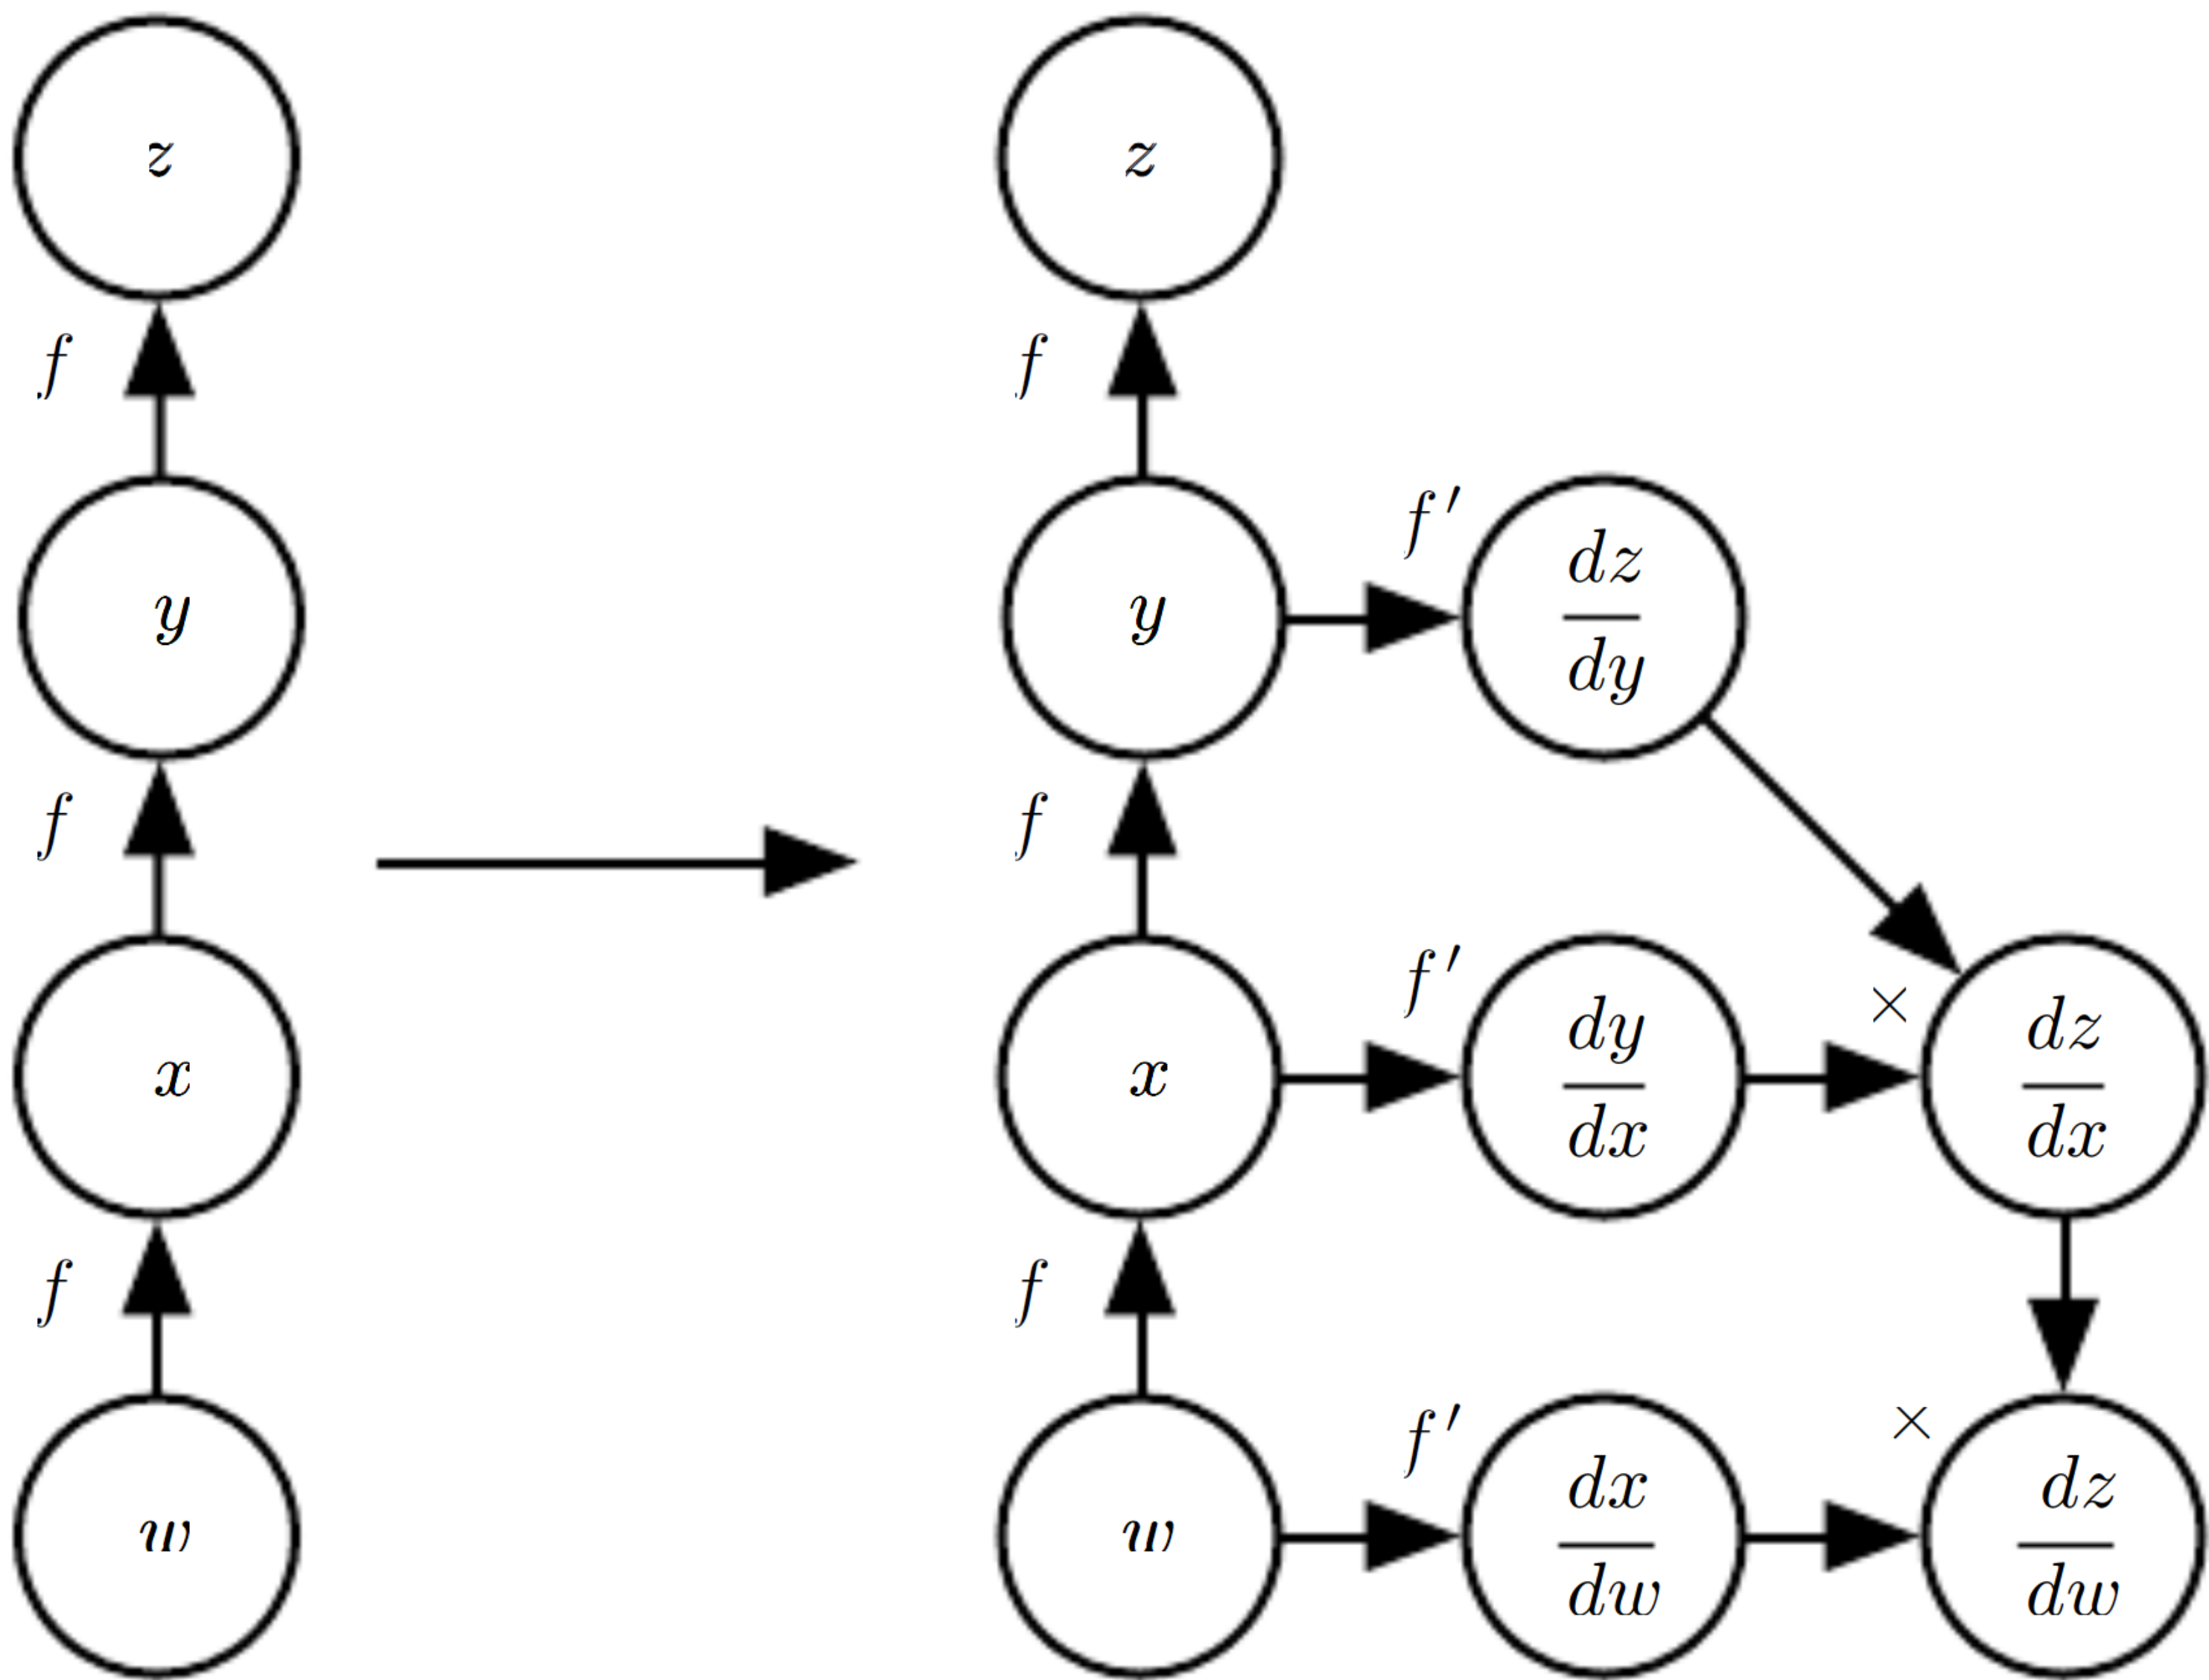 z z
f f
y f′ dz/dy
y
f f
x x f′ dy/dx × dz/dx
f f
w w f′ dx/dw × dz/dw